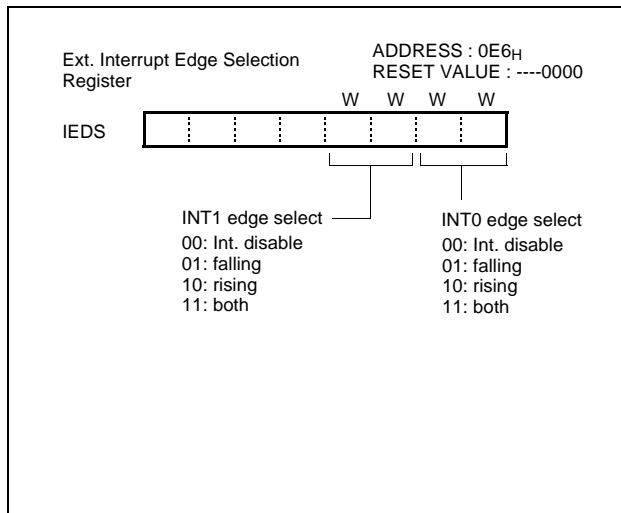 Ext. Interrupt Edge Selection
Register
ADDRESS : 0E6H
RESET VALUE : ----0000
W W W W
IEDS
INT1 edge select
00: Int. disable
01: falling
10: rising
11: both
INT0 edge select
00: Int. disable
01: falling
10: rising
11: both